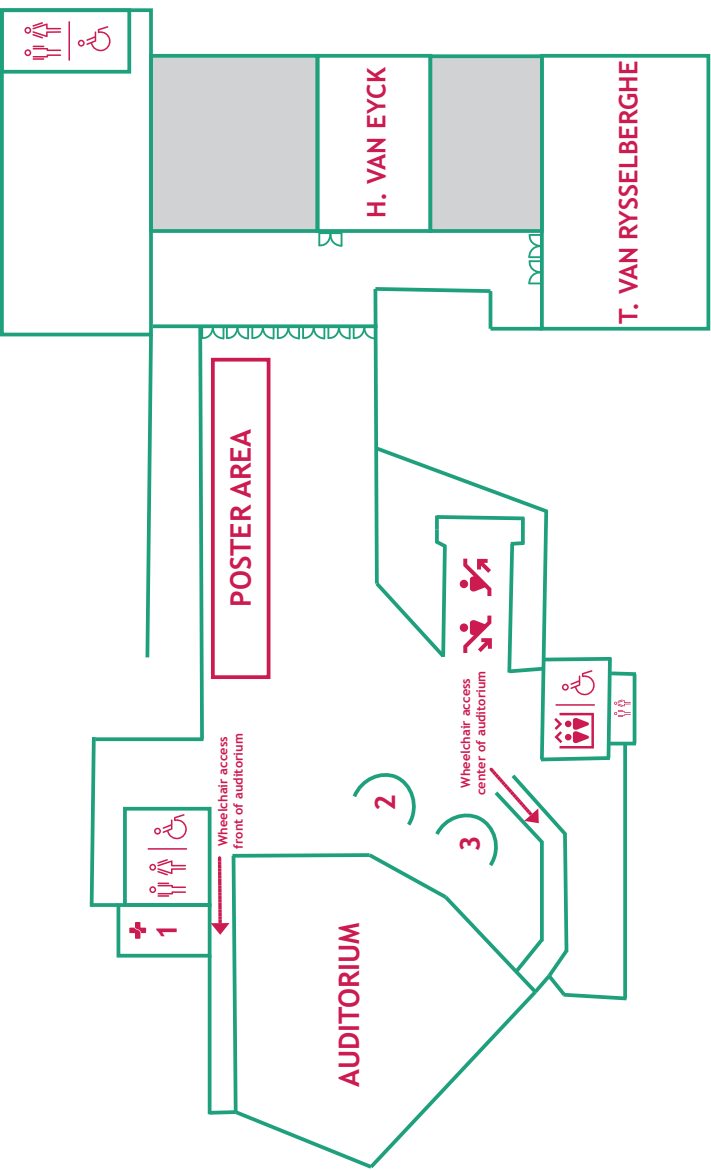 H. VAN EYCK
T. VAN RYSSELBERGHE
POSTER AREA
Wheelchair access
front of auditorium
Wheelchair access
center of auditorium
1
2
3
AUDITORIUM